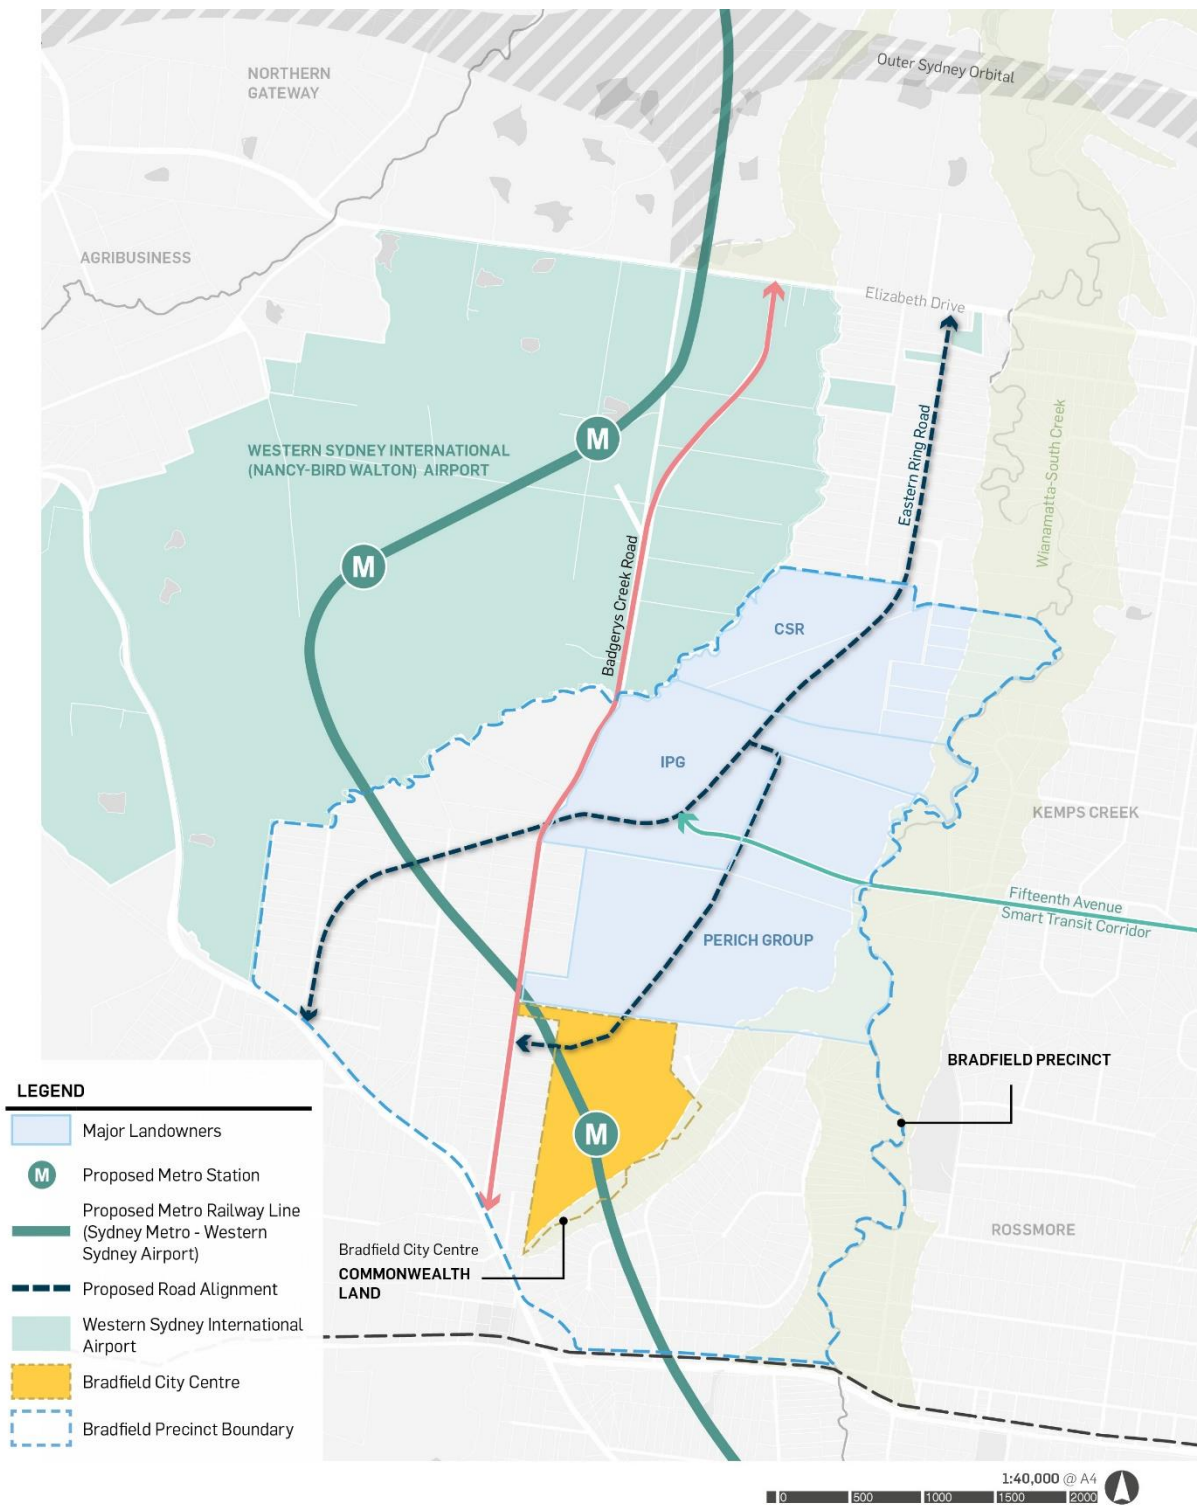 Outer Sydney Orbital
NORTHERN
GATEWAY
AGRIBUSINESS
Elizabeth Drive
WESTERN SYDNEY INTERNATIONAL
(NANCY-BIRD WALTON) AIRPORT
M
M
Eastern Ring Road
Wianamatta-South Creek
Badgerys Creek Road
CSR
IPG
KEMPS CREEK
Fifteenth Avenue
Smart Transit Corridor
PERICH GROUP
BRADFIELD PRECINCT
M
ROSSMORE
Bradfield City Centre
COMMONWEALTH
LAND
LEGEND
Major Landowners
M
Proposed Metro Station
Proposed Metro Railway Line
(Sydney Metro - Western
Sydney Airport)
Proposed Road Alignment
Western Sydney International
Airport
Bradfield City Centre
Bradfield Precinct Boundary
1:40,000 @ A4
0 500 1000 1500 2000